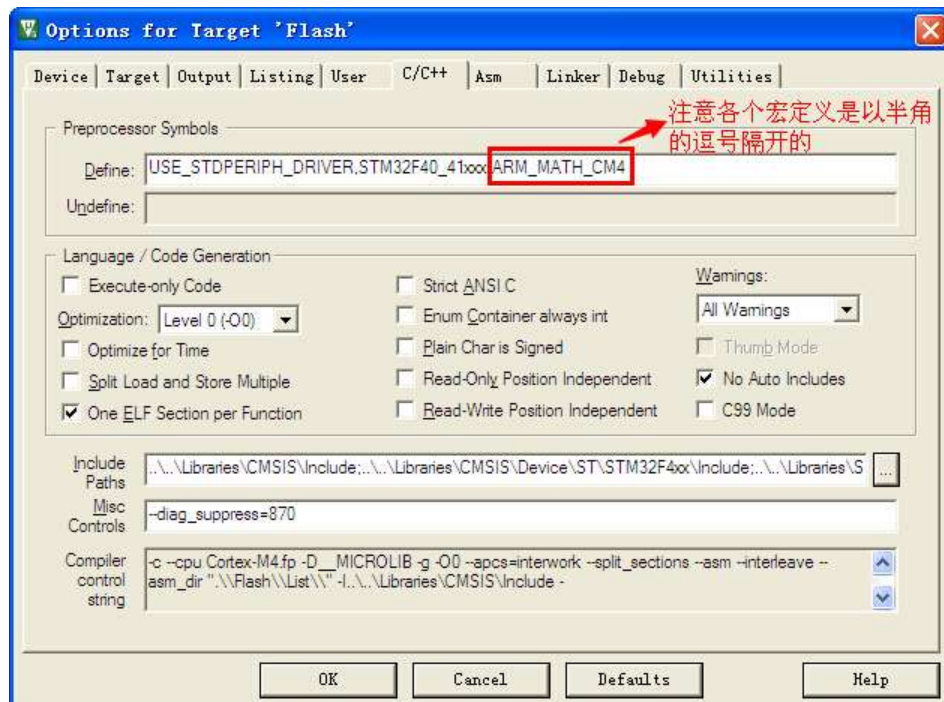 Options for Target 'Flash'
Device Target Output Listing User C/C++ Asm Linker Debug Utilities
注意各个宏定义是以半角
的逗号隔开的
Preprocessor Symbols
Define: USE_STDPERIPH_DRIVER,STM32F40_41xxx,ARM_MATH_CM4
Undefine:
Language / Code Generation
Execute-only Code
Strict ANSI C
Warnings:
Optimization: Level 0 (-O0)
Enum Container always int
All Warnings
Optimize for Time
Plain Char is Signed
Thumb Mode
Split Load and Store Multiple
Read-Only Position Independent
No Auto Includes
One ELF Section per Function
Read-Write Position Independent
C99 Mode
Include
Paths
..\..\Libraries\CMSIS\Include;..\..\Libraries\CMSIS\Device\ST\STM32F4xx\Include;..\..\Libraries\S
...
Misc
Controls
--diag_suppress=870
Compiler
control
string
-c --cpu Cortex-M4.fp -D__MICROLIB -g -O0 --apcs=interwork --split_sections --asm --interleave --
asm_dir ".\\Flash\\List\\" -I..\..\Libraries\CMSIS\Include -
OK Cancel Defaults Help